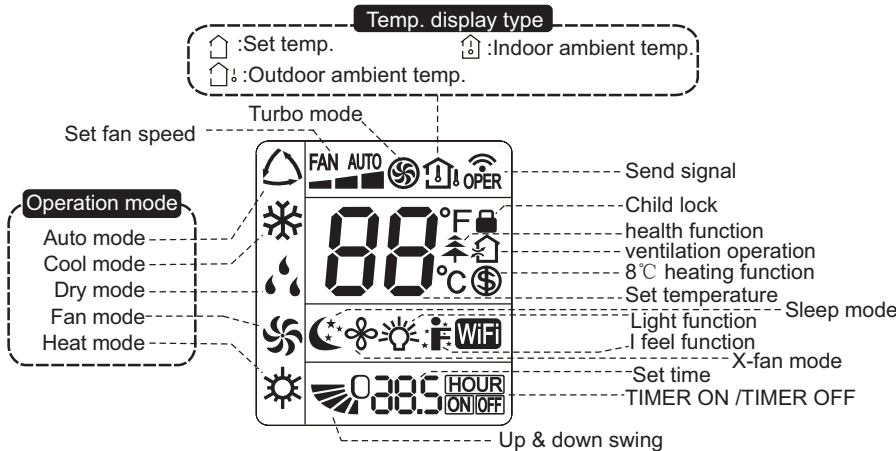 Temp. display type
:Set temp. :Indoor ambient temp.
:Outdoor ambient temp.
Turbo mode
Set fan speed
FAN AUTO
OPER
Send signal
Operation mode
Auto mode
Cool mode
Dry mode
Fan mode
Heat mode
88
°F
°C
Child lock
health function
ventilation operation
8℃ heating function
Set temperature
Sleep mode
Light function
I feel function
X-fan mode
WiFi
Set time
TIMER ON /TIMER OFF
038.5
HOUR
ON OFF
Up & down swing